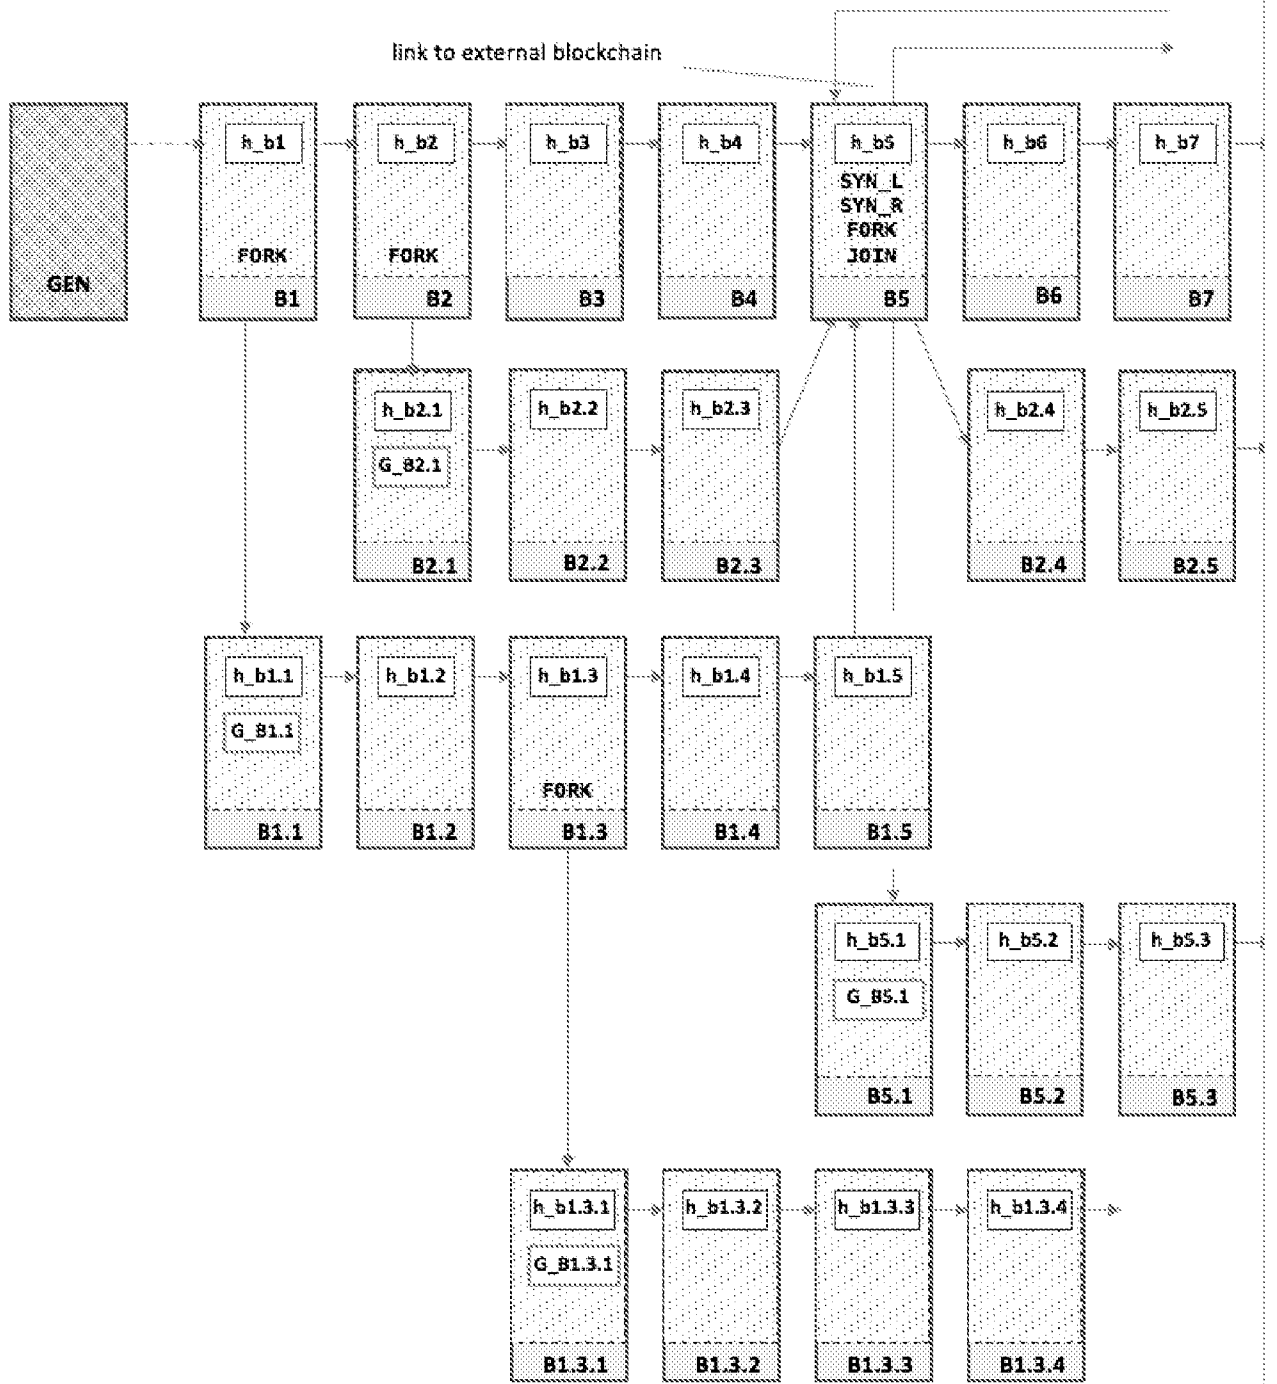 link to external blockchain
h_b1
h_b2
h_b3
h_b4
h_b5
h_b6
h_b7
SYN_L
SYN_R
FORK
JOIN
FORK
FORK
GEN
B1
B2
B3
B4
B5
B6
B7
h_b2.1
h_b2.2
h_b2.3
h_b2.4
h_b2.5
G_B2.1
B2.1
B2.2
B2.3
B2.4
B2.5
h_b1.1
h_b1.2
h_b1.3
h_b1.4
h_b1.5
G_B1.1
FORK
B1.1
B1.2
B1.3
B1.4
B1.5
h_b5.1
h_b5.2
h_b5.3
G_B5.1
B5.1
B5.2
B5.3
h_b1.3.1
h_b1.3.2
h_b1.3.3
h_b1.3.4
G_B1.3.1
B1.3.1
B1.3.2
B1.3.3
B1.3.4